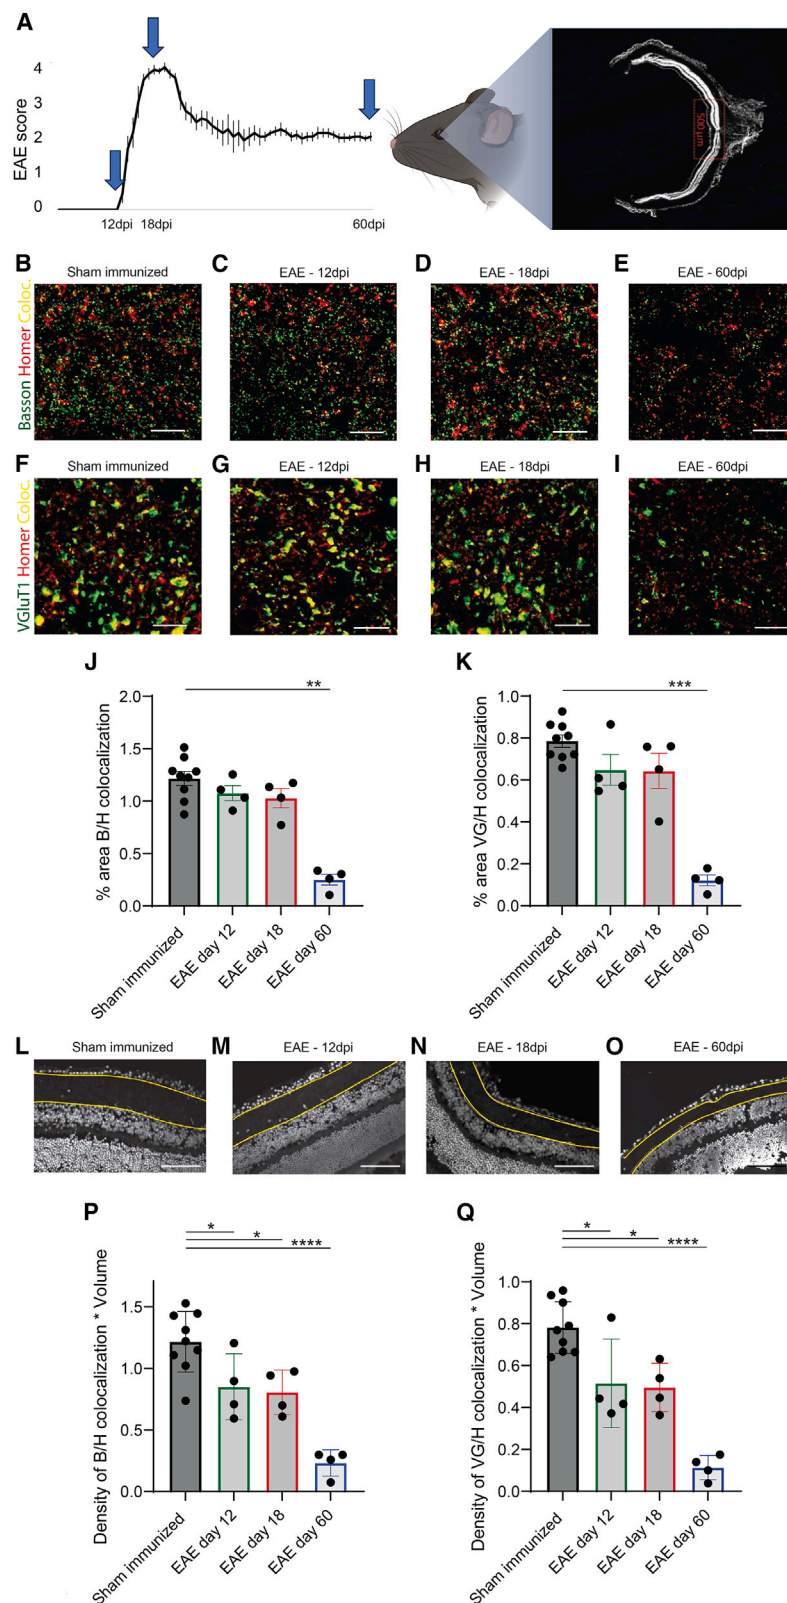 A
EAE score
4
3
2
1
0
12dpi 18dpi 60dpi
500 μm
B Sham immunized C EAE - 12dpi D EAE - 18dpi E EAE - 60dpi
Basson Homer Coloc.
F Sham immunized G EAE - 12dpi H EAE - 18dpi I EAE - 60dpi
VGluT1 Homer Coloc.
J
% area B/H colocalization
2.0
1.5
1.0
0.5
0.0
**
Sham immunized
EAE day 12
EAE day 18
EAE day 60
K
% area VG/H colocalization
1.0
0.8
0.6
0.4
0.2
0.0
***
Sham immunized
EAE day 12
EAE day 18
EAE day 60
L Sham immunized M EAE - 12dpi N EAE - 18dpi O EAE - 60dpi
P
Density of B/H colocalization * Volume
1.5
1.0
0.5
0.0
*
*
****
Sham immunized
EAE day 12
EAE day 18
EAE day 60
Q
Density of VG/H colocalization * Volume
1.0
0.8
0.6
0.4
0.2
0.0
*
*
****
Sham immunized
EAE day 12
EAE day 18
EAE day 60